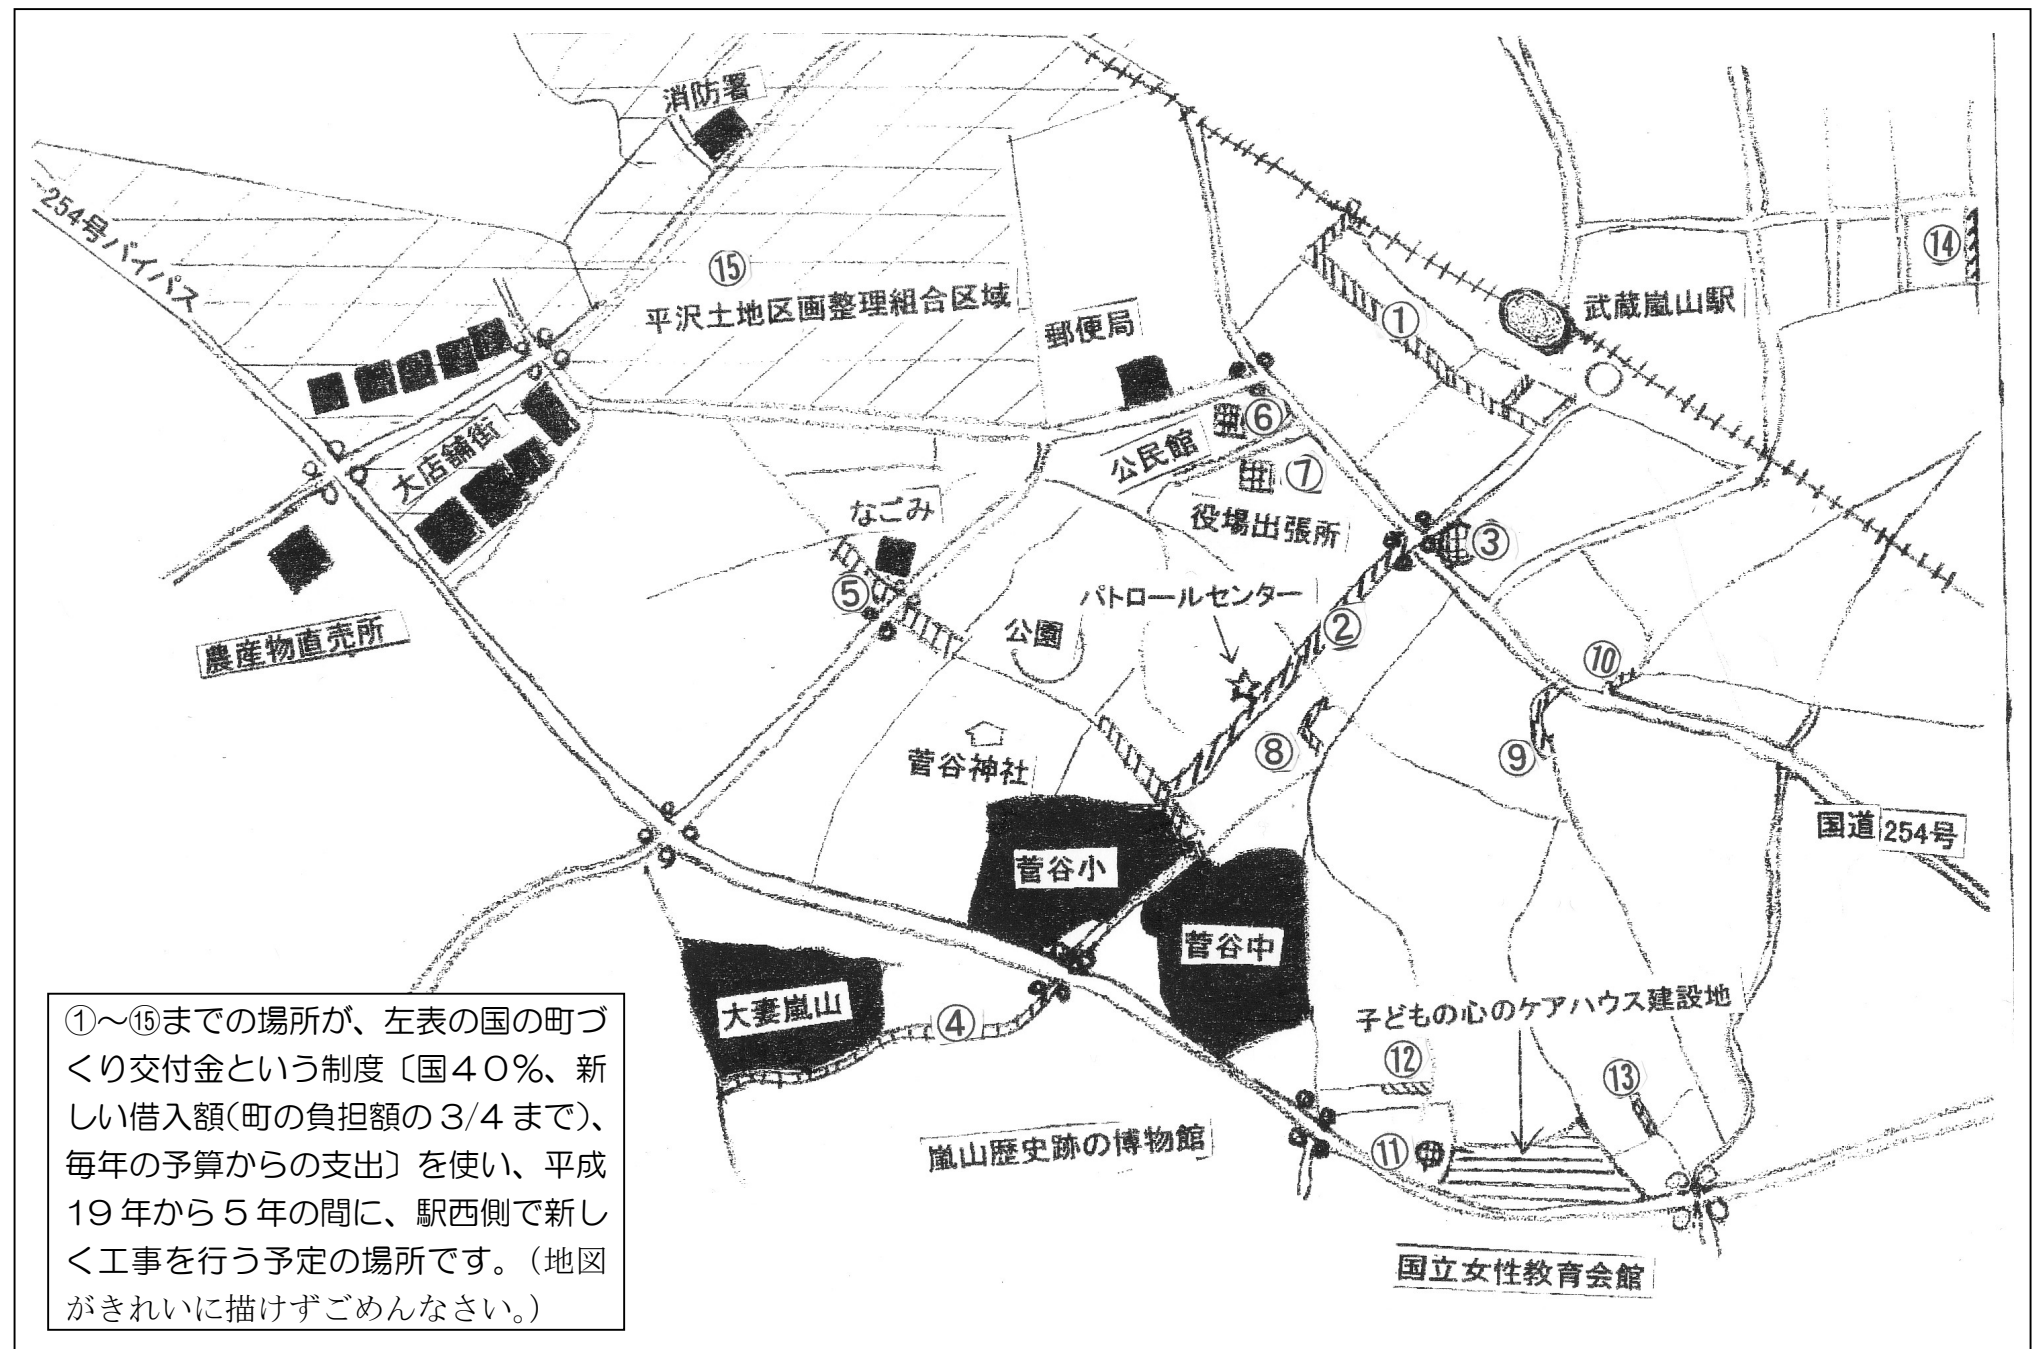 消防署
254号バイパス
⑮
平沢土地区画整理組合区域
郵便局
①
武蔵嵐山駅
⑭
大店舗街
公民館
⑥
⑦
役場出張所
なごみ
⑤
③
農産物直売所
公園
パトロールセンター
②
⑩
菅谷神社
⑧
⑨
国道254号
菅谷小
菅谷中
大妻嵐山
④
子どもの心のケアハウス建設地
⑫
⑬
⑪
嵐山歴史跡の博物館
国立女性教育会館
①～⑮までの場所が、左表の国の町づ
くり交付金という制度〔国40％、新
しい借入額(町の負担額の3/4まで)、
毎年の予算からの支出〕を使い、平成
19年から5年の間に、駅西側で新し
く工事を行う予定の場所です。（地図
がきれいに描けずごめんなさい。）